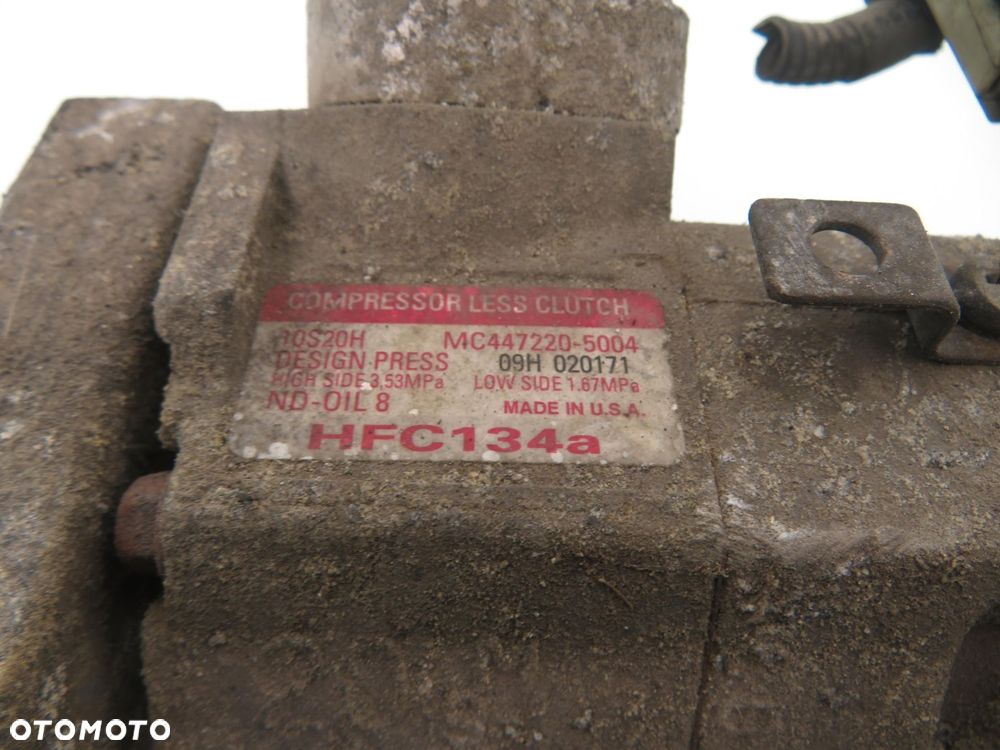 COMPRESSOR LESS CLUTCH
10S20H MC447220-5004
DESIGN PRESS 09H 020171
HIGH SIDE 3,53MPa LOW SIDE 1.67MPa
ND-OIL 8 MADE IN U.S.A.
HFC134a
OTOMOTO